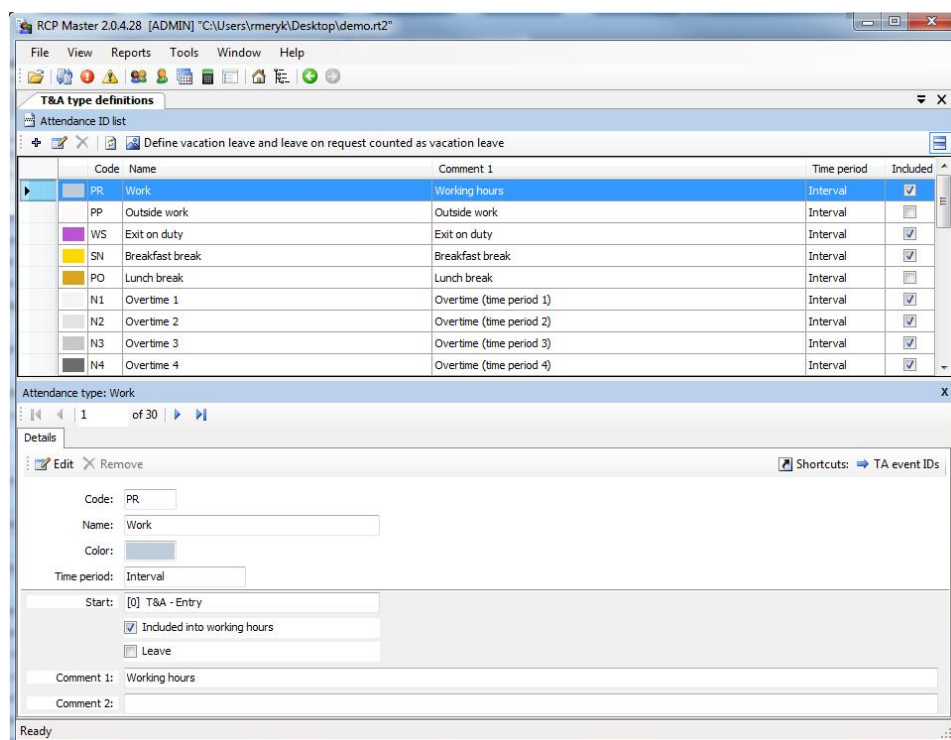 RCP Master 2.0.4.28 [ADMIN] "C:\Users\rmeryk\Desktop\demo.rt2"
File View Reports Tools Window Help
T&A type definitions
Attendance ID list
Define vacation leave and leave on request counted as vacation leave
Code Name Comment 1 Time period Included
PR Work Working hours Interval
PP Outside work Outside work Interval
WS Exit on duty Exit on duty Interval
SN Breakfast break Breakfast break Interval
PO Lunch break Lunch break Interval
N1 Overtime 1 Overtime (time period 1) Interval
N2 Overtime 2 Overtime (time period 2) Interval
N3 Overtime 3 Overtime (time period 3) Interval
N4 Overtime 4 Overtime (time period 4) Interval
Attendance type: Work
1 of 30
Details
Edit Remove Shortcuts: TA event IDs
Code: PR
Name: Work
Color:
Time period: Interval
Start: [0] T&A - Entry
Included into working hours
Leave
Comment 1: Working hours
Comment 2:
Ready